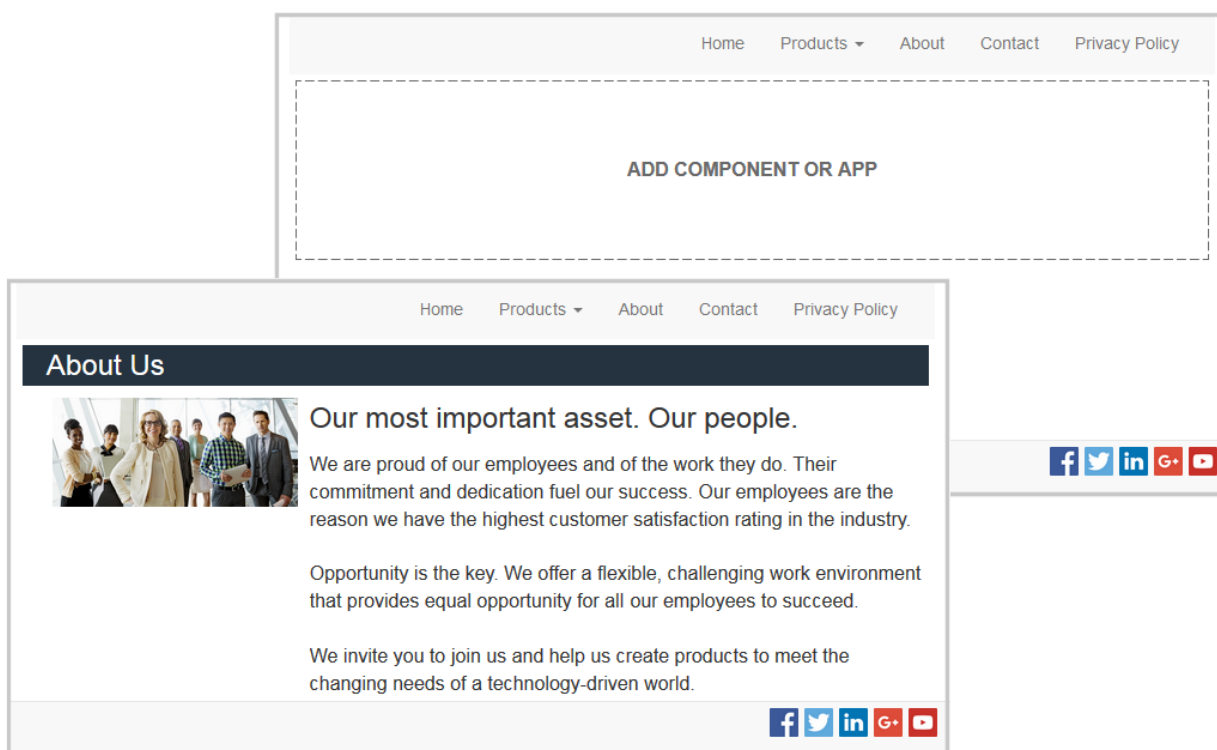 Home Products About Contact Privacy Policy
ADD COMPONENT OR APP
Home Products About Contact Privacy Policy
About Us
Our most important asset. Our people.
We are proud of our employees and of the work they do. Their
commitment and dedication fuel our success. Our employees are the
reason we have the highest customer satisfaction rating in the industry.
Opportunity is the key. We offer a flexible, challenging work environment
that provides equal opportunity for all our employees to succeed.
We invite you to join us and help us create products to meet the
changing needs of a technology-driven world.
f in G+
f in G+